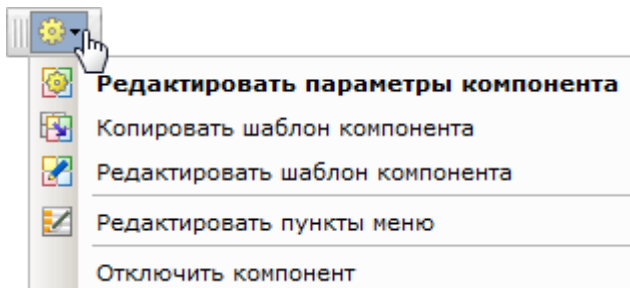 Редактировать параметры компонента
Копировать шаблон компонента
Редактировать шаблон компонента
Редактировать пункты меню
Отключить компонент